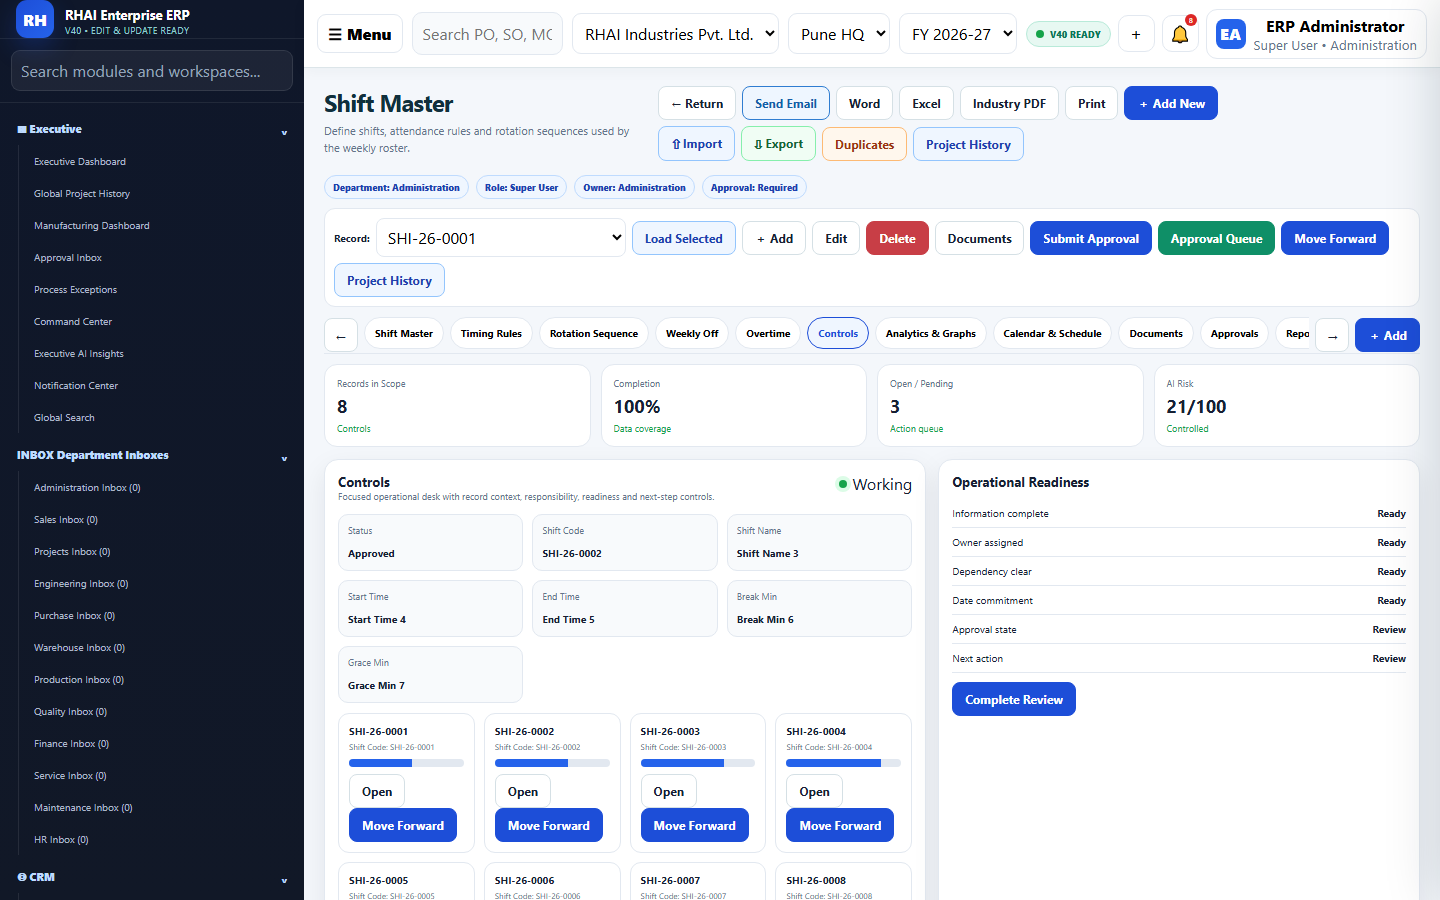 RH
RHAI Enterprise ERP
V40 • EDIT & UPDATE READY
Search modules and workspaces...
Executive
v
Executive Dashboard
Global Project History
Manufacturing Dashboard
Approval Inbox
Process Exceptions
Command Center
Executive AI Insights
Notification Center
Global Search
INBOX Department Inboxes
v
Administration Inbox (0)
Sales Inbox (0)
Projects Inbox (0)
Engineering Inbox (0)
Purchase Inbox (0)
Warehouse Inbox (0)
Production Inbox (0)
Quality Inbox (0)
Finance Inbox (0)
Service Inbox (0)
Maintenance Inbox (0)
HR Inbox (0)
CRM
v
☰ Menu
Search PO, SO, MO
RHAI Industries Pvt. Ltd.
Pune HQ
FY 2026-27
V40 READY
+
8
EA
ERP Administrator
Super User • Administration
Shift Master
Define shifts, attendance rules and rotation sequences used by
the weekly roster.
← Return
Send Email
Word
Excel
Industry PDF
Print
+ Add New
⇧ Import
⇩ Export
Duplicates
Project History
Department: Administration
Role: Super User
Owner: Administration
Approval: Required
Record:
SHI-26-0001
Load Selected
+ Add
Edit
Delete
Documents
Submit Approval
Approval Queue
Move Forward
Project History
←
Shift Master
Timing Rules
Rotation Sequence
Weekly Off
Overtime
Controls
Analytics & Graphs
Calendar & Schedule
Documents
Approvals
Repo
→
+ Add
Records in Scope
8
Controls
Completion
100%
Data coverage
Open / Pending
3
Action queue
AI Risk
21/100
Controlled
Controls
Focused operational desk with record context, responsibility, readiness and next-step controls.
Working
Status
Approved
Shift Code
SHI-26-0002
Shift Name
Shift Name 3
Start Time
Start Time 4
End Time
End Time 5
Break Min
Break Min 6
Grace Min
Grace Min 7
SHI-26-0001
Shift Code: SHI-26-0001
Open
Move Forward
SHI-26-0002
Shift Code: SHI-26-0002
Open
Move Forward
SHI-26-0003
Shift Code: SHI-26-0003
Open
Move Forward
SHI-26-0004
Shift Code: SHI-26-0004
Open
Move Forward
SHI-26-0005
Shift Code: SHI-26-0005
SHI-26-0006
Shift Code: SHI-26-0006
SHI-26-0007
Shift Code: SHI-26-0007
SHI-26-0008
Shift Code: SHI-26-0008
Operational Readiness
Information complete
Ready
Owner assigned
Ready
Dependency clear
Ready
Date commitment
Ready
Approval state
Review
Next action
Review
Complete Review